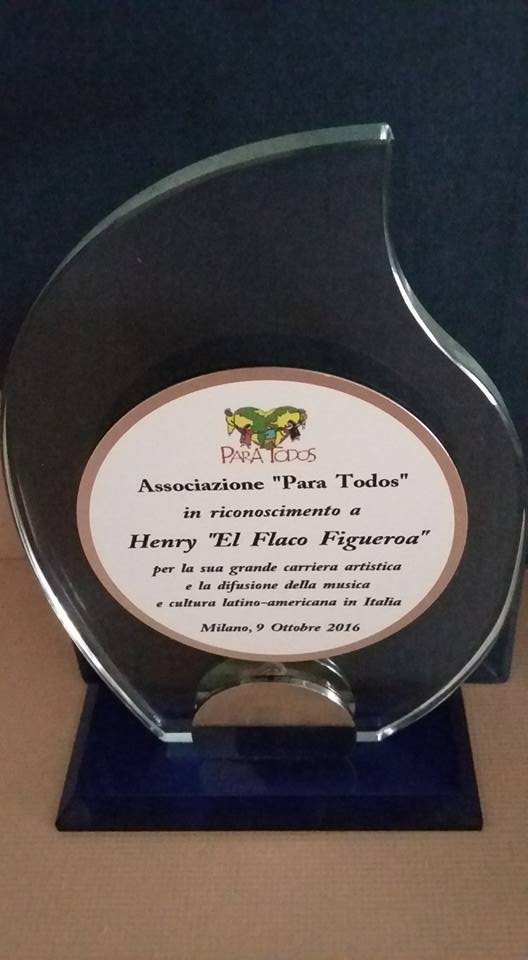 PARA TODOS
Associazione "Para Todos"
in riconoscimento a
Henry "El Flaco Figueroa"
per la sua grande carriera artistica
e la difusione della musica
e cultura latino-americana in Italia
Milano, 9 Ottobre 2016